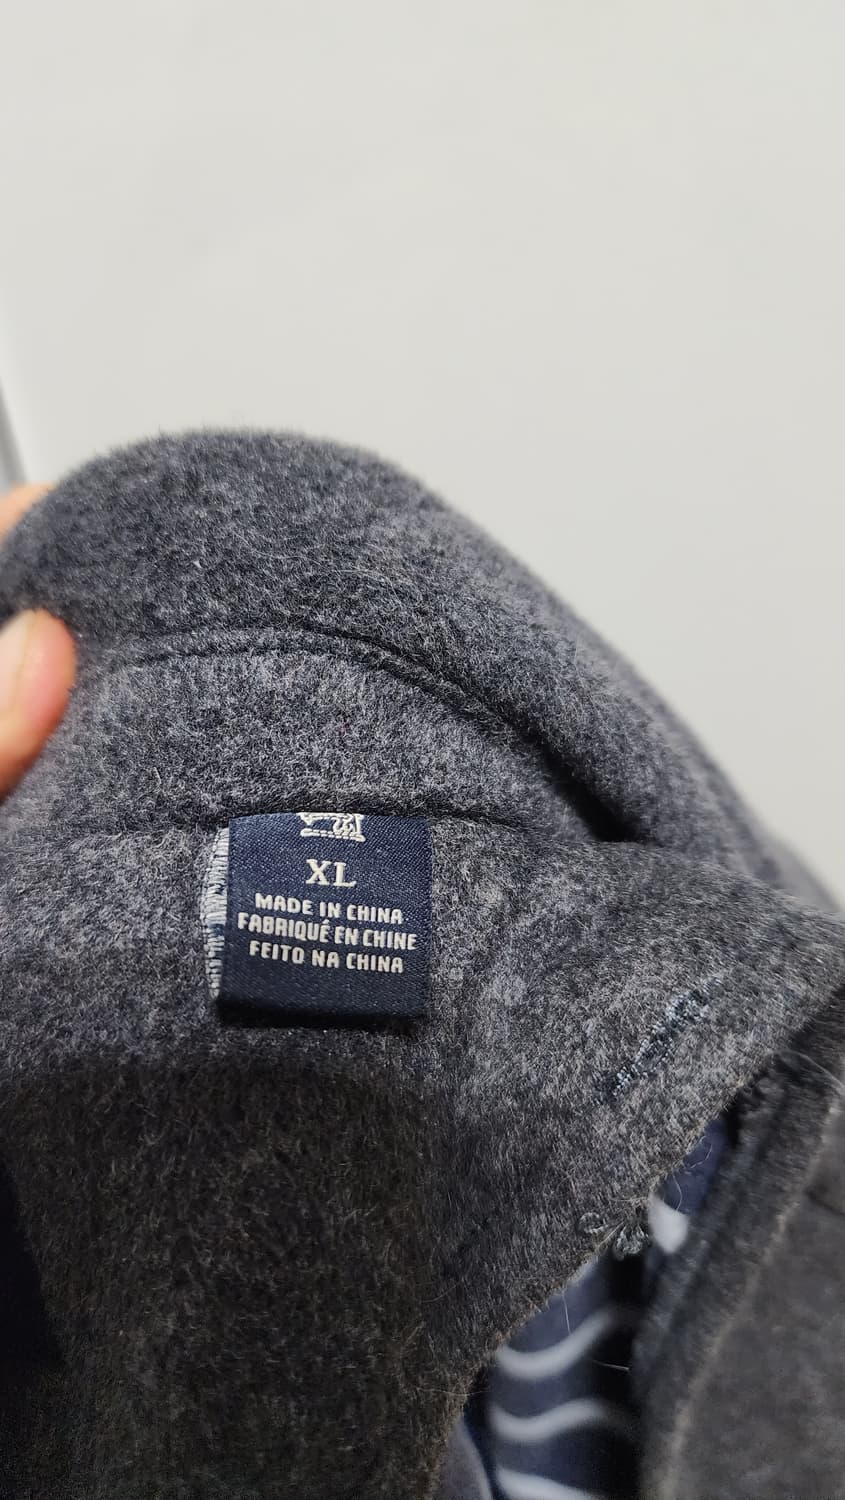 XL
MADE IN CHINA
FABRIQUÉ EN CHINE
FEITO NA CHINA